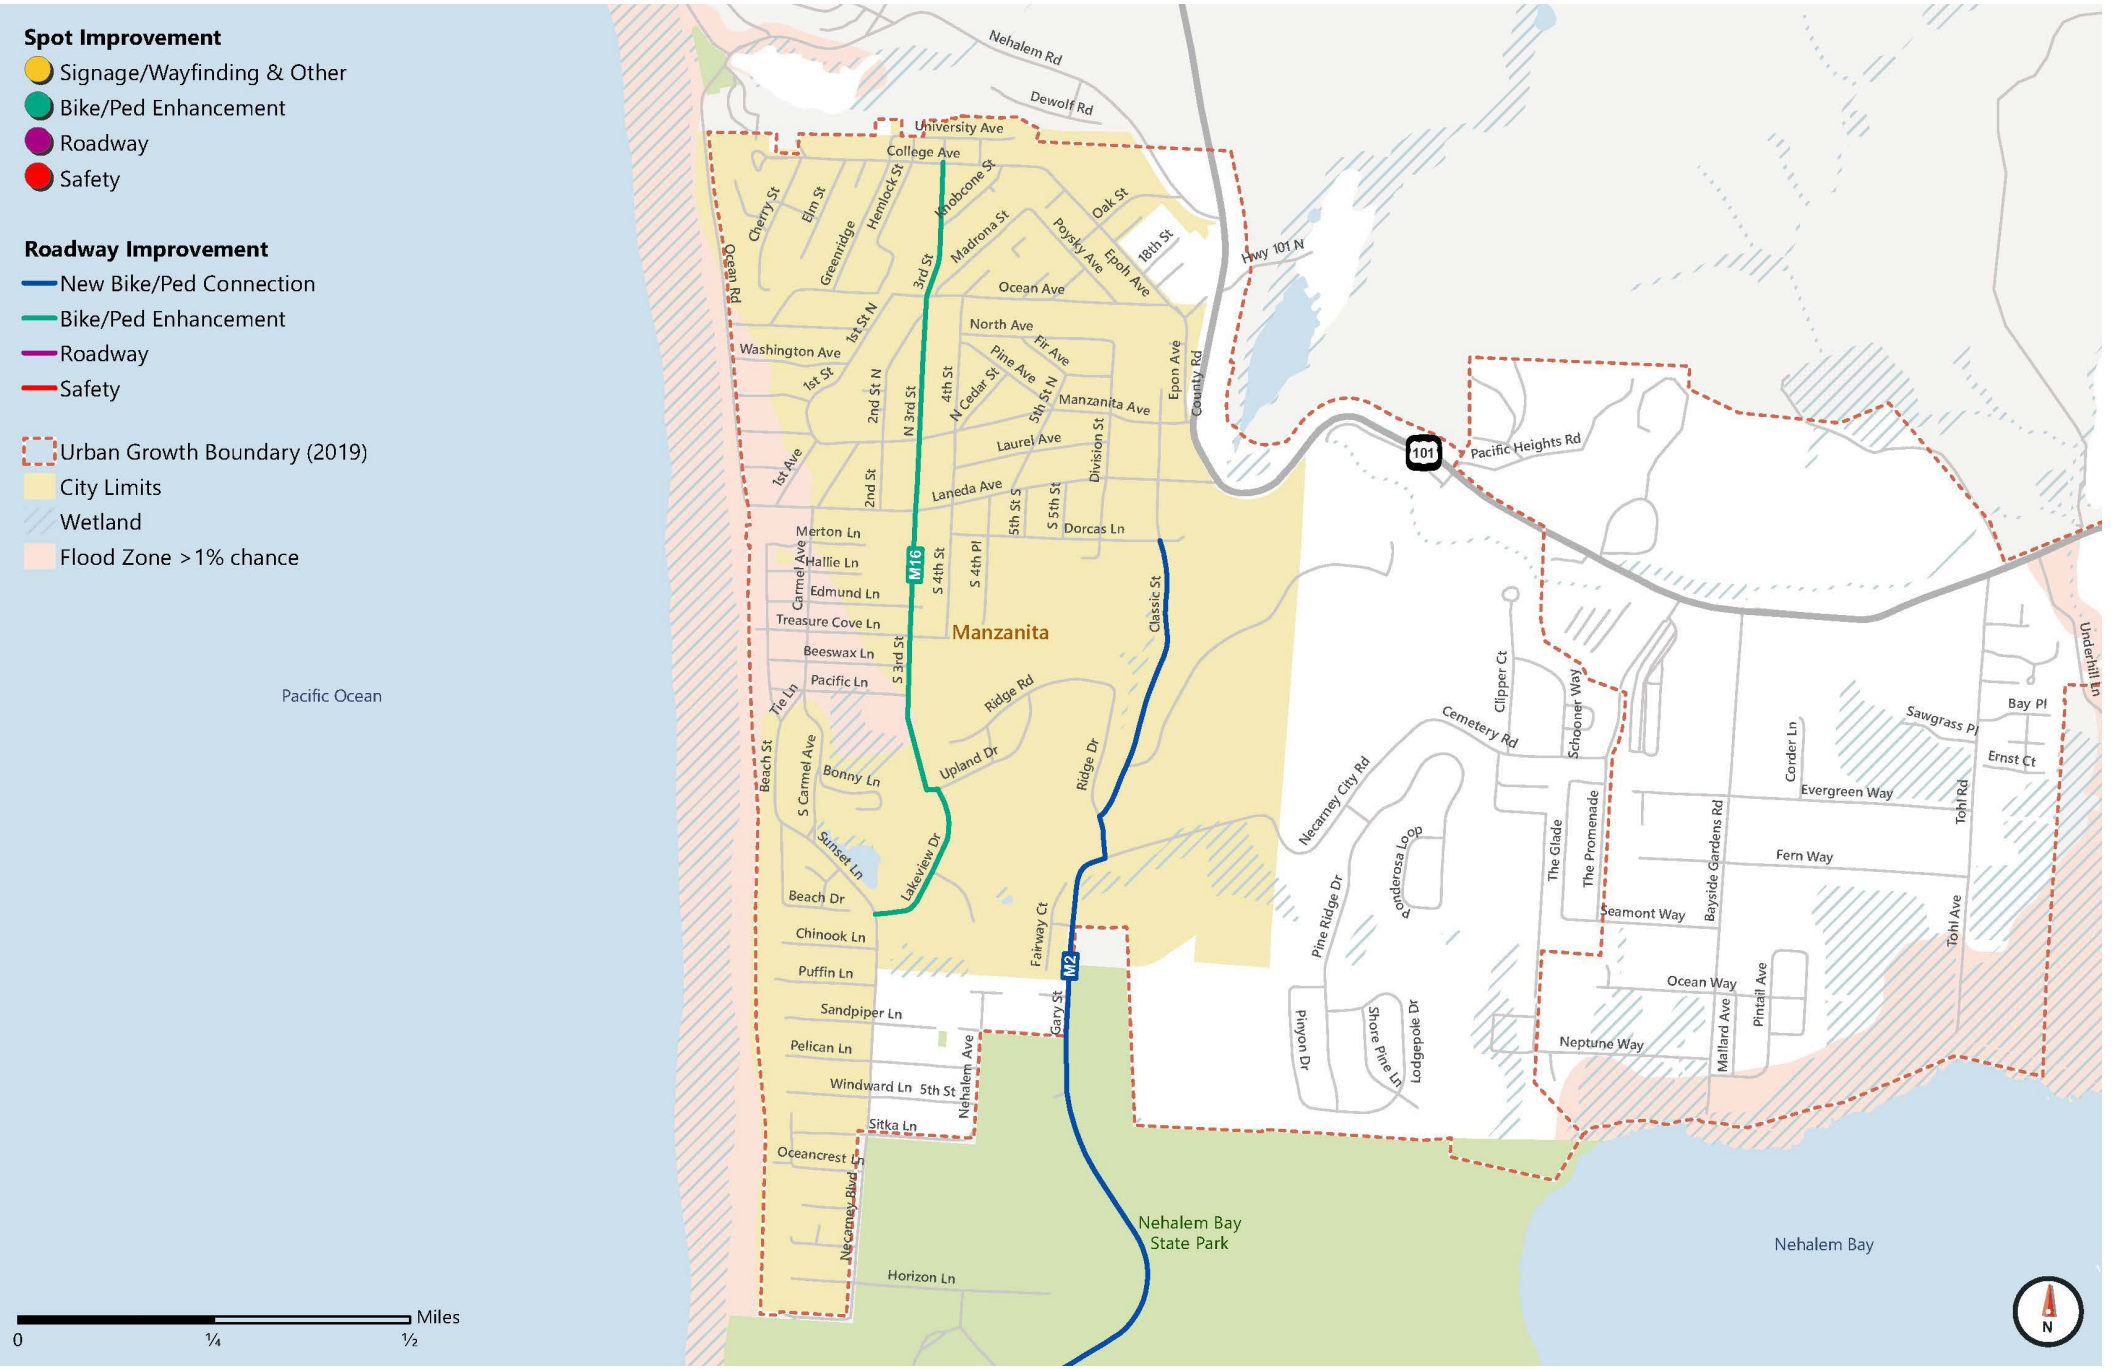 Spot Improvement
Signage/Wayfinding & Other
Bike/Ped Enhancement
Roadway
Safety
Roadway Improvement
New Bike/Ped Connection
Bike/Ped Enhancement
Roadway
Safety
Urban Growth Boundary (2019)
City Limits
Wetland
Flood Zone >1% chance
Nehalem Rd
Dewolf Rd
University Ave
College Ave
Knobcone St
Hemlock St
Cherry St
Elm St
Greenridge
Madrona St
Oak St
Poysky Ave
Epoh Ave
18th St
Hwy 101 N
Ocean Rd
3rd St
Ocean Ave
1st St N
North Ave
Fir Ave
Pine Ave
Washington Ave
1st St
2nd St N
N 3rd St
4th St
N Cedar St
5th St N
Manzanita Ave
Epon Ave
County Rd
Laurel Ave
Division St
1st Ave
2nd St
Laneda Ave
5th St S
S 5th St
Dorcas Ln
101
Pacific Heights Rd
Merton Ln
Hallie Ln
Carmel Ave
Edmund Ln
Treasure Cove Ln
Beeswax Ln
Pacific Ln
Tie Ln
M16
S 4th St
S 4th Pl
S 3rd St
Manzanita
Classic St
Pacific Ocean
Ridge Rd
Upland Dr
Ridge Dr
Beach St
S Carmel Ave
Bonny Ln
Sunset Ln
Lakeview Dr
Beach Dr
Chinook Ln
Puffin Ln
Sandpiper Ln
Pelican Ln
Windward Ln
5th St
Nehalem Ave
Sitka Ln
Oceancrest Ln
Necarney Blvd
Horizon Ln
Fairway Ct
M2
Gary St
Nehalem Bay
State Park
Clipper Ct
Schooner Way
Cemetery Rd
Necarney City Rd
Ponderosa Loop
Pine Ridge Dr
The Glade
The Promenade
Pinyon Dr
Shore Pine Ln
Lodgepole Dr
Corder Ln
Evergreen Way
Bayside Gardens Rd
Fern Way
Seamont Way
Ocean Way
Mallard Ave
Pintail Ave
Neptune Way
Sawgrass Pl
Bay Pl
Ernst Ct
Tohl Rd
Tohl Ave
Underhill Ln
Nehalem Bay
Miles
0
¼
½
N